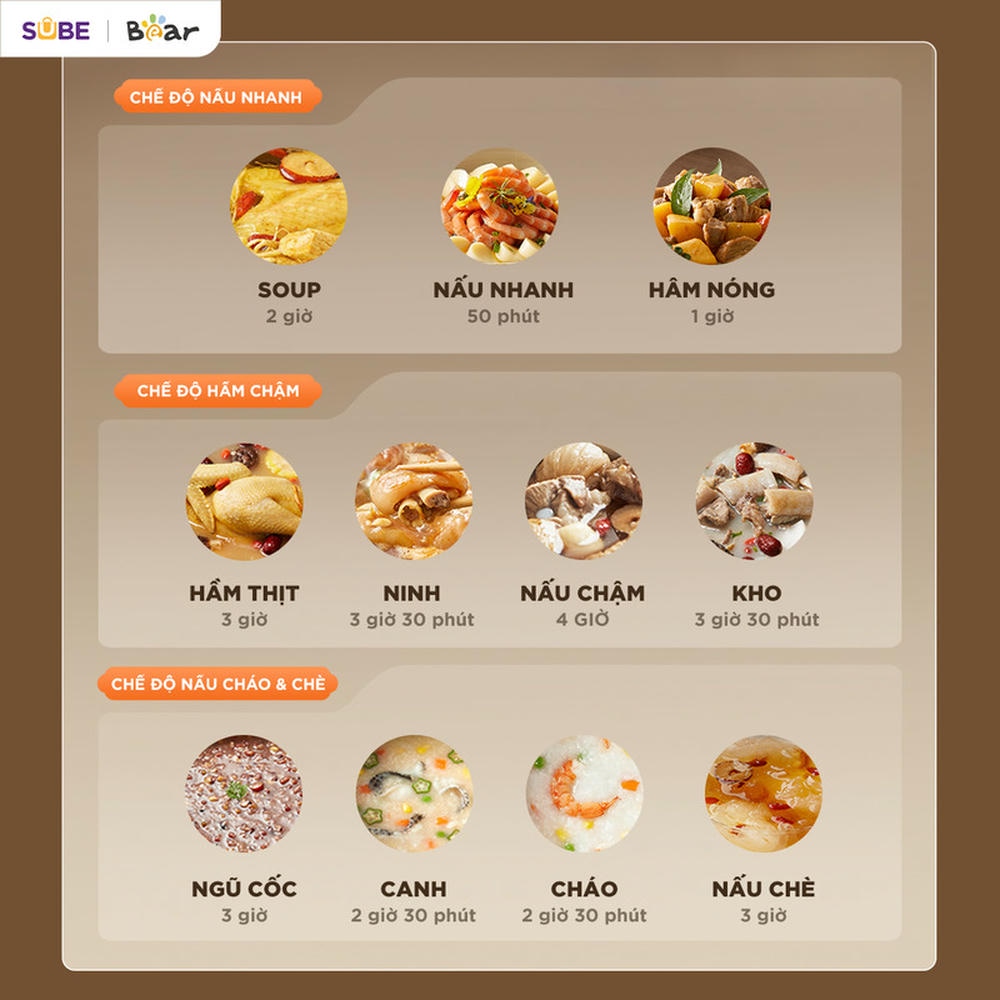 SUBE | Bear
CHẾ ĐỘ NẤU NHANH
SOUP
2 giờ
NẤU NHANH
50 phút
HÂM NÓNG
1 giờ
CHẾ ĐỘ HẦM CHẬM
HẦM THỊT
3 giờ
NINH
3 giờ 30 phút
NẤU CHẬM
4 GIỜ
KHO
3 giờ 30 phút
CHẾ ĐỘ NẤU CHÁO & CHÈ
NGŨ CỐC
3 giờ
CANH
2 giờ 30 phút
CHÁO
2 giờ 30 phút
NẤU CHÈ
3 giờ